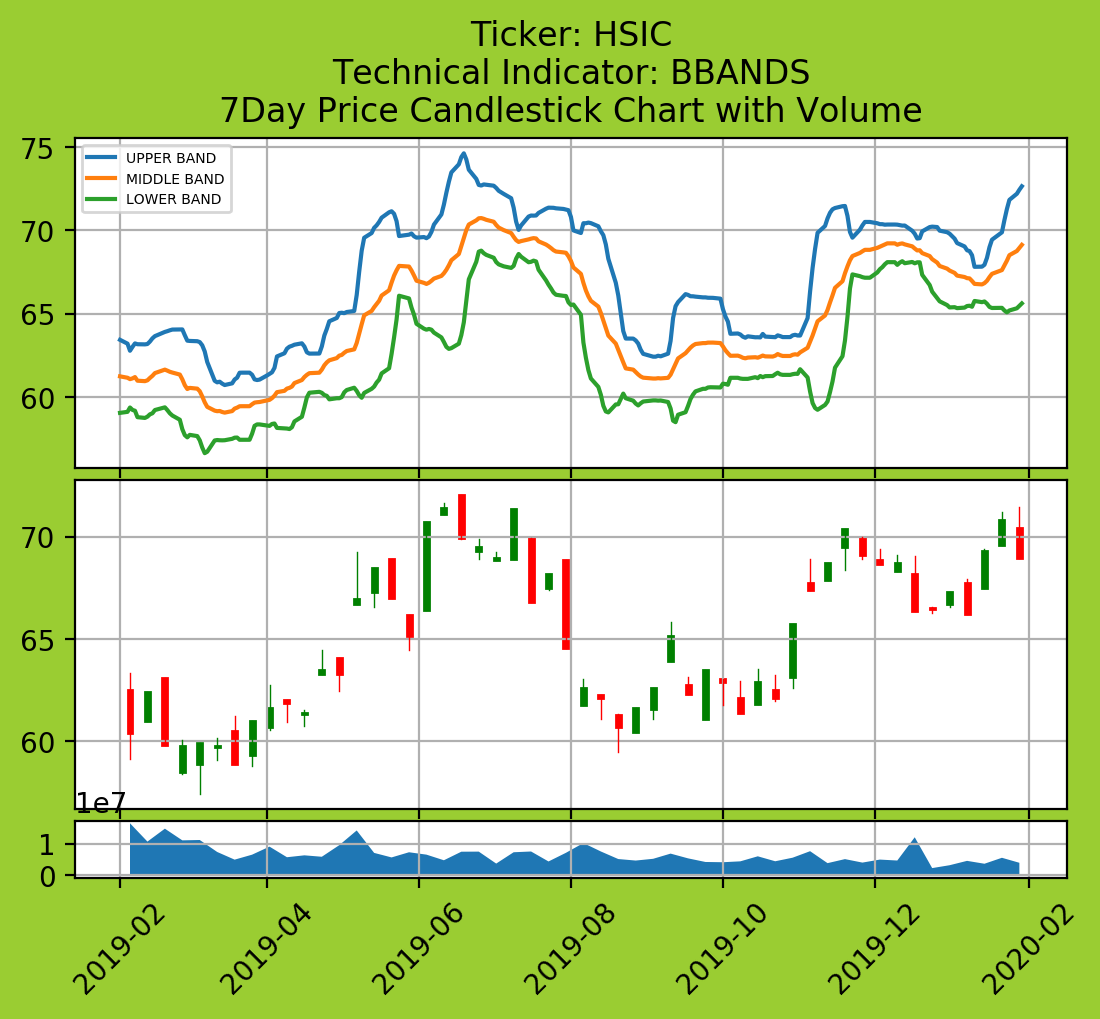 Ticker: HSIC
Technical Indicator: BBANDS
7Day Price Candlestick Chart with Volume
75
70
65
60
UPPER BAND
MIDDLE BAND
LOWER BAND
70
65
60
1e7
1
0
2019-02
2019-04
2019-06
2019-08
2019-10
2019-12
2020-02